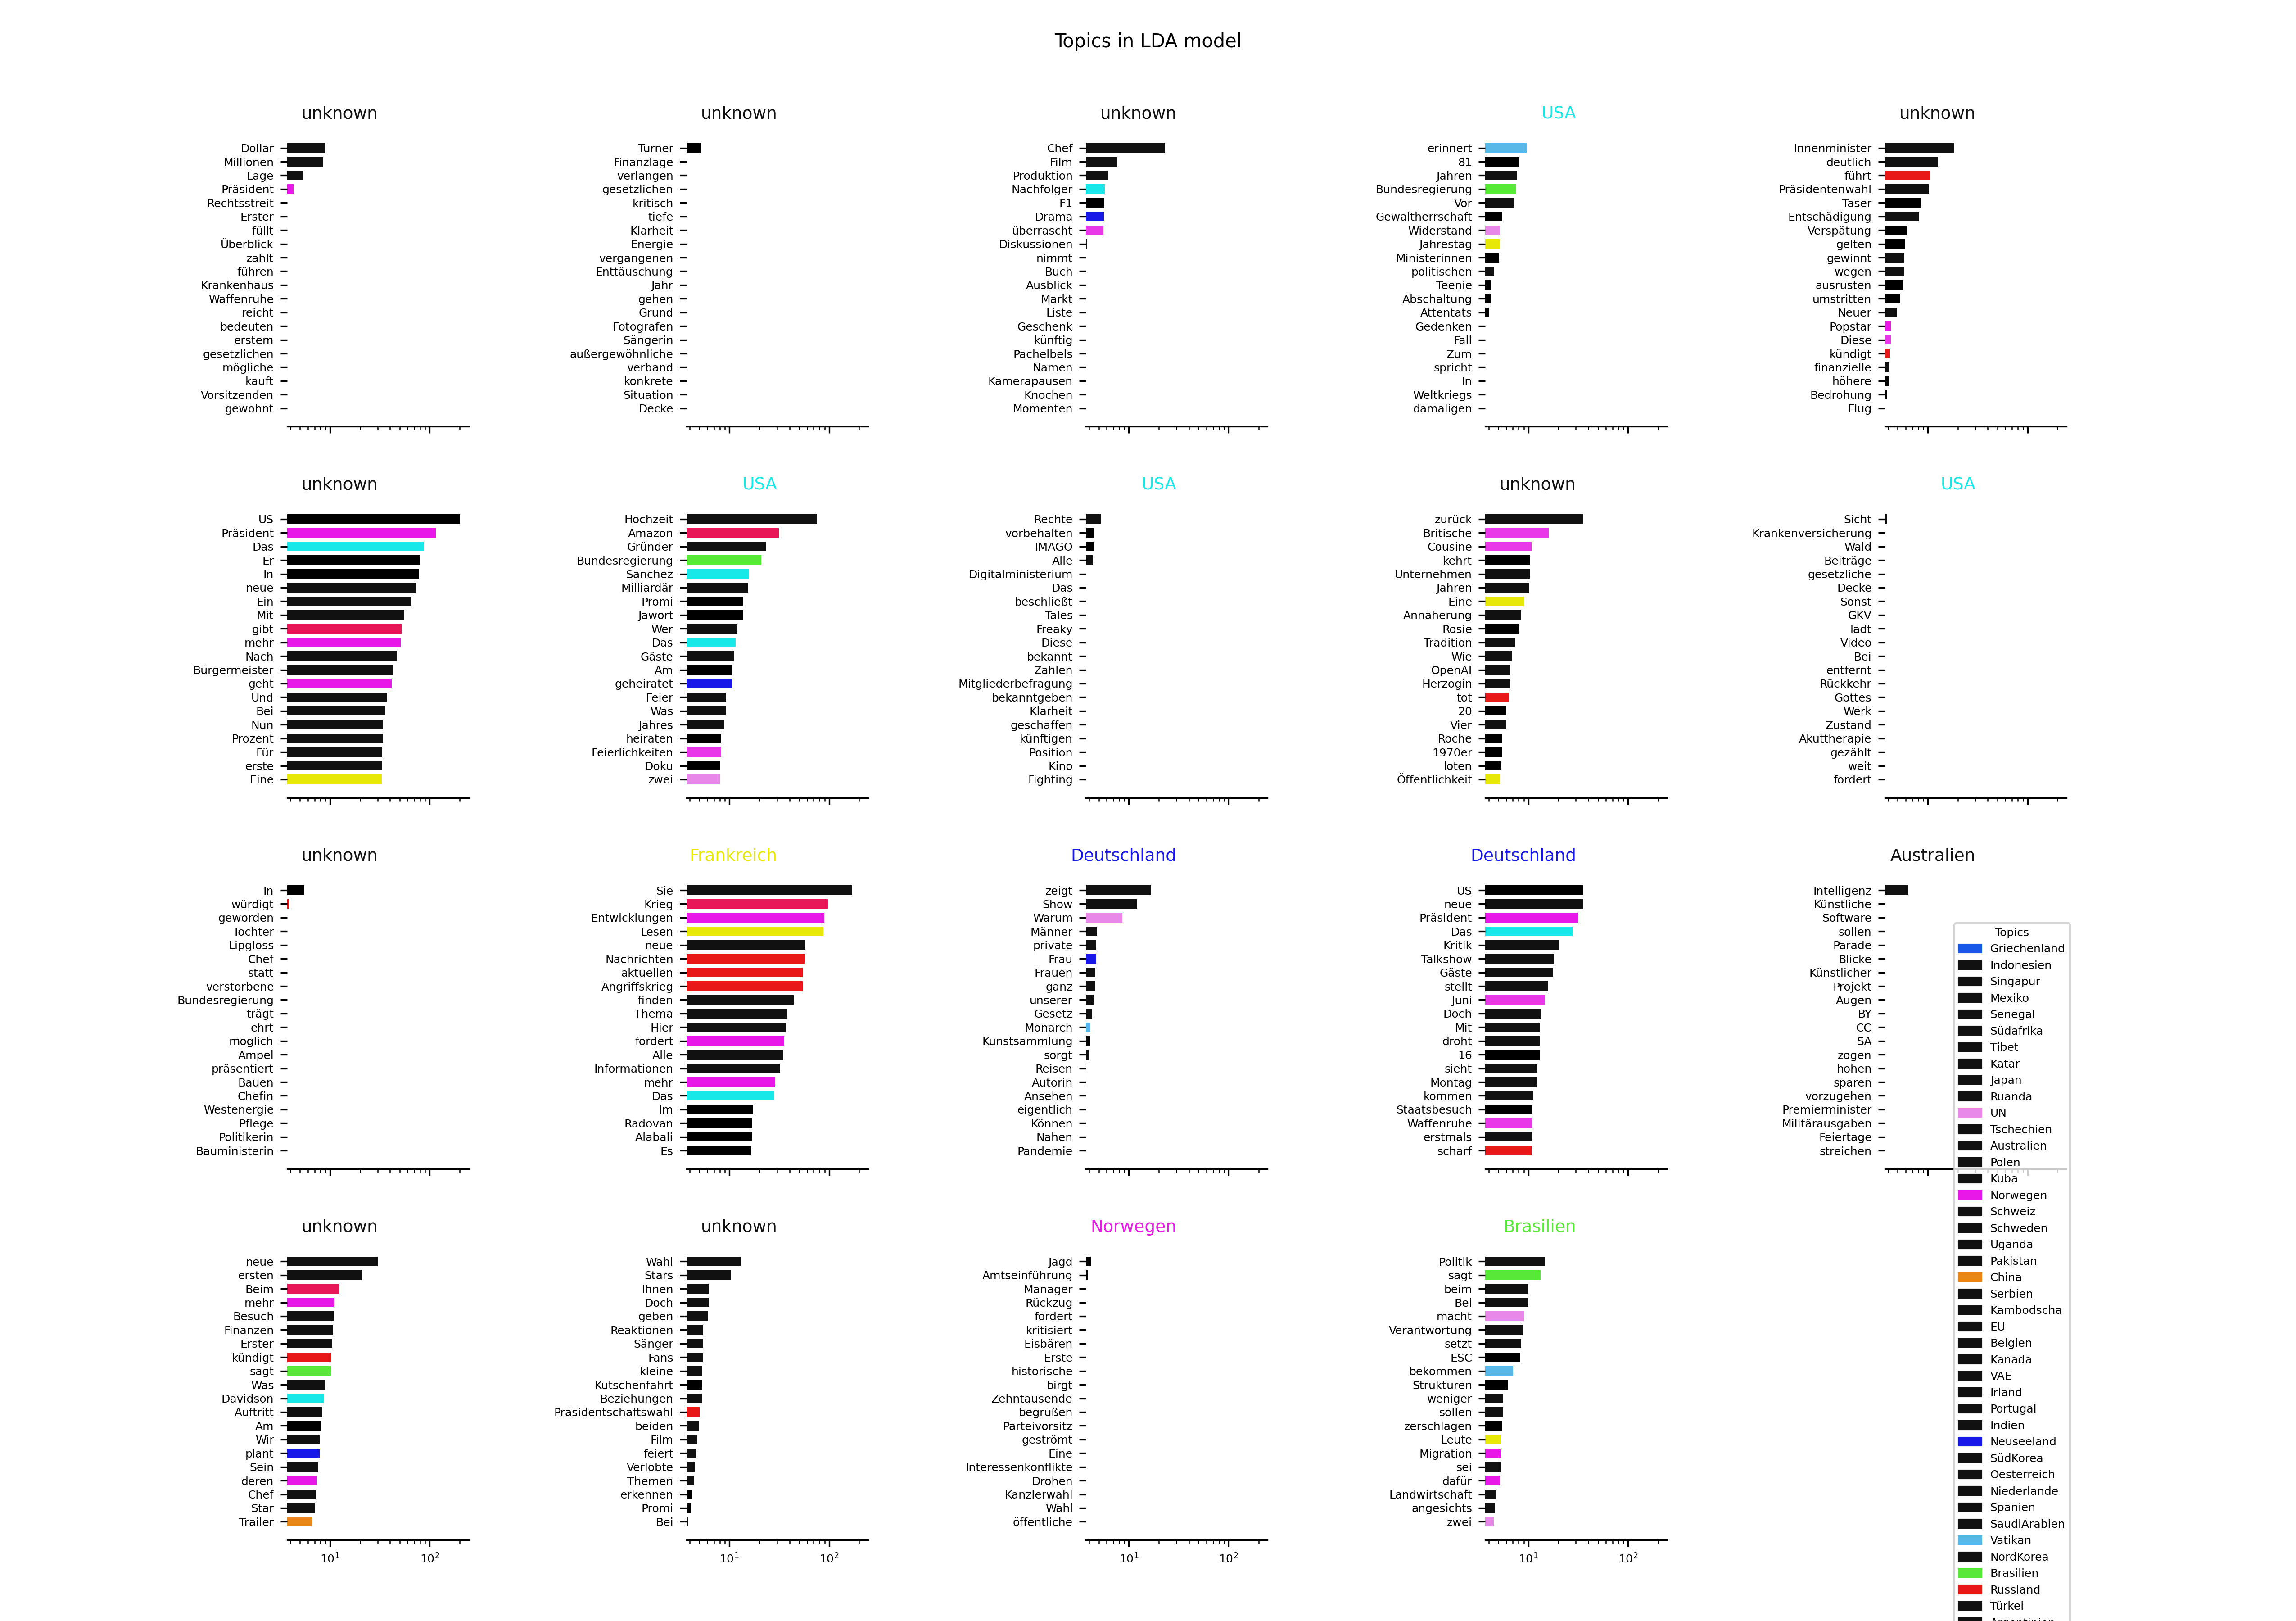 Topics in LDA model
unknown
Dollar
Millionen
Lage
Präsident
Rechtsstreit
Erster
füllt
Überblick
zahlt
führen
Krankenhaus
Waffenruhe
reicht
bedeuten
erstem
gesetzlichen
mögliche
kauft
Vorsitzenden
gewohnt
unknown
Turner
Finanzlage
verlangen
gesetzlichen
kritisch
tiefe
Klarheit
Energie
vergangenen
Enttäuschung
Jahr
gehen
Grund
Fotografen
Sängerin
außergewöhnliche
verband
konkrete
Situation
Decke
unknown
Chef
Film
Produktion
Nachfolger
F1
Drama
überrascht
Diskussionen
nimmt
Buch
Ausblick
Markt
Liste
Geschenk
künftig
Pachelbels
Namen
Kamerapausen
Knochen
Momenten
USA
erinnert
81
Jahren
Bundesregierung
Vor
Gewaltherrschaft
Widerstand
Jahrestag
Ministerinnen
politischen
Teenie
Abschaltung
Attentats
Gedenken
Fall
Zum
spricht
In
Weltkriegs
damaligen
unknown
Innenminister
deutlich
führt
Präsidentenwahl
Taser
Entschädigung
Verspätung
gelten
gewinnt
wegen
ausrüsten
umstritten
Neuer
Popstar
Diese
kündigt
finanzielle
höhere
Bedrohung
Flug
unknown
US
Präsident
Das
Er
In
neue
Ein
Mit
gibt
mehr
Nach
Bürgermeister
geht
Und
Bei
Nun
Prozent
Für
erste
Eine
USA
Hochzeit
Amazon
Gründer
Bundesregierung
Sanchez
Milliardär
Promi
Jawort
Wer
Das
Gäste
Am
geheiratet
Feier
Was
Jahres
heiraten
Feierlichkeiten
Doku
zwei
USA
Rechte
vorbehalten
IMAGO
Alle
Digitalministerium
Das
beschließt
Tales
Freaky
Diese
bekannt
Zahlen
Mitgliederbefragung
bekanntgeben
Klarheit
geschaffen
künftigen
Position
Kino
Fighting
unknown
zurück
Britische
Cousine
kehrt
Unternehmen
Jahren
Eine
Annäherung
Rosie
Tradition
Wie
OpenAI
Herzogin
tot
20
Vier
Roche
1970er
loten
Öffentlichkeit
USA
Sicht
Krankenversicherung
Wald
Beiträge
gesetzliche
Decke
Sonst
GKV
lädt
Video
Bei
entfernt
Rückkehr
Gottes
Werk
Zustand
Akuttherapie
gezählt
weit
fordert
unknown
In
würdigt
geworden
Tochter
Lipgloss
Chef
statt
verstorbene
Bundesregierung
trägt
ehrt
möglich
Ampel
präsentiert
Bauen
Chefin
Westenergie
Pflege
Politikerin
Bauministerin
Frankreich
Sie
Krieg
Entwicklungen
Lesen
neue
Nachrichten
aktuellen
Angriffskrieg
finden
Thema
Hier
fordert
Alle
Informationen
mehr
Das
Im
Radovan
Alabali
Es
Deutschland
zeigt
Show
Warum
Männer
private
Frau
Frauen
ganz
unserer
Gesetz
Monarch
Kunstsammlung
sorgt
Reisen
Autorin
Ansehen
eigentlich
Können
Nahen
Pandemie
Deutschland
US
neue
Präsident
Das
Kritik
Talkshow
Gäste
stellt
Juni
Doch
Mit
droht
16
sieht
Montag
kommen
Staatsbesuch
Waffenruhe
erstmals
scharf
Australien
Intelligenz
Künstliche
Software
sollen
Parade
Blicke
Künstlicher
Projekt
Augen
BY
CC
SA
zogen
hohen
sparen
vorzugehen
Premierminister
Militärausgaben
Feiertage
streichen
unknown
neue
ersten
Beim
mehr
Besuch
Finanzen
Erster
kündigt
sagt
Was
Davidson
Auftritt
Am
Wir
plant
Sein
deren
Chef
Star
Trailer
10¹ 10²
unknown
Wahl
Stars
Ihnen
Doch
geben
Reaktionen
Sänger
Fans
kleine
Kutschenfahrt
Beziehungen
Präsidentschaftswahl
beiden
Film
feiert
Verlobte
Themen
erkennen
Promi
Bei
10¹ 10²
Norwegen
Jagd
Amtseinführung
Manager
Rückzug
fordert
kritisiert
Eisbären
Erste
historische
birgt
Zehntausende
begrüßen
Parteivorsitz
geströmt
Eine
Interessenkonflikte
Drohen
Kanzlerwahl
Wahl
öffentliche
10¹ 10²
Brasilien
Politik
sagt
beim
Bei
macht
Verantwortung
setzt
ESC
bekommen
Strukturen
weniger
sollen
zerschlagen
Leute
Migration
sei
dafür
Landwirtschaft
angesichts
zwei
10¹ 10²
Topics
Griechenland
Indonesien
Singapur
Mexiko
Senegal
Südafrika
Tibet
Katar
Japan
Ruanda
UN
Tschechien
Australien
Polen
Kuba
Norwegen
Schweiz
Schweden
Uganda
Pakistan
China
Serbien
Kambodscha
EU
Belgien
Kanada
VAE
Irland
Portugal
Indien
Neuseeland
SüdKorea
Oesterreich
Niederlande
Spanien
SaudiArabien
Vatikan
NordKorea
Brasilien
Russland
Türkei